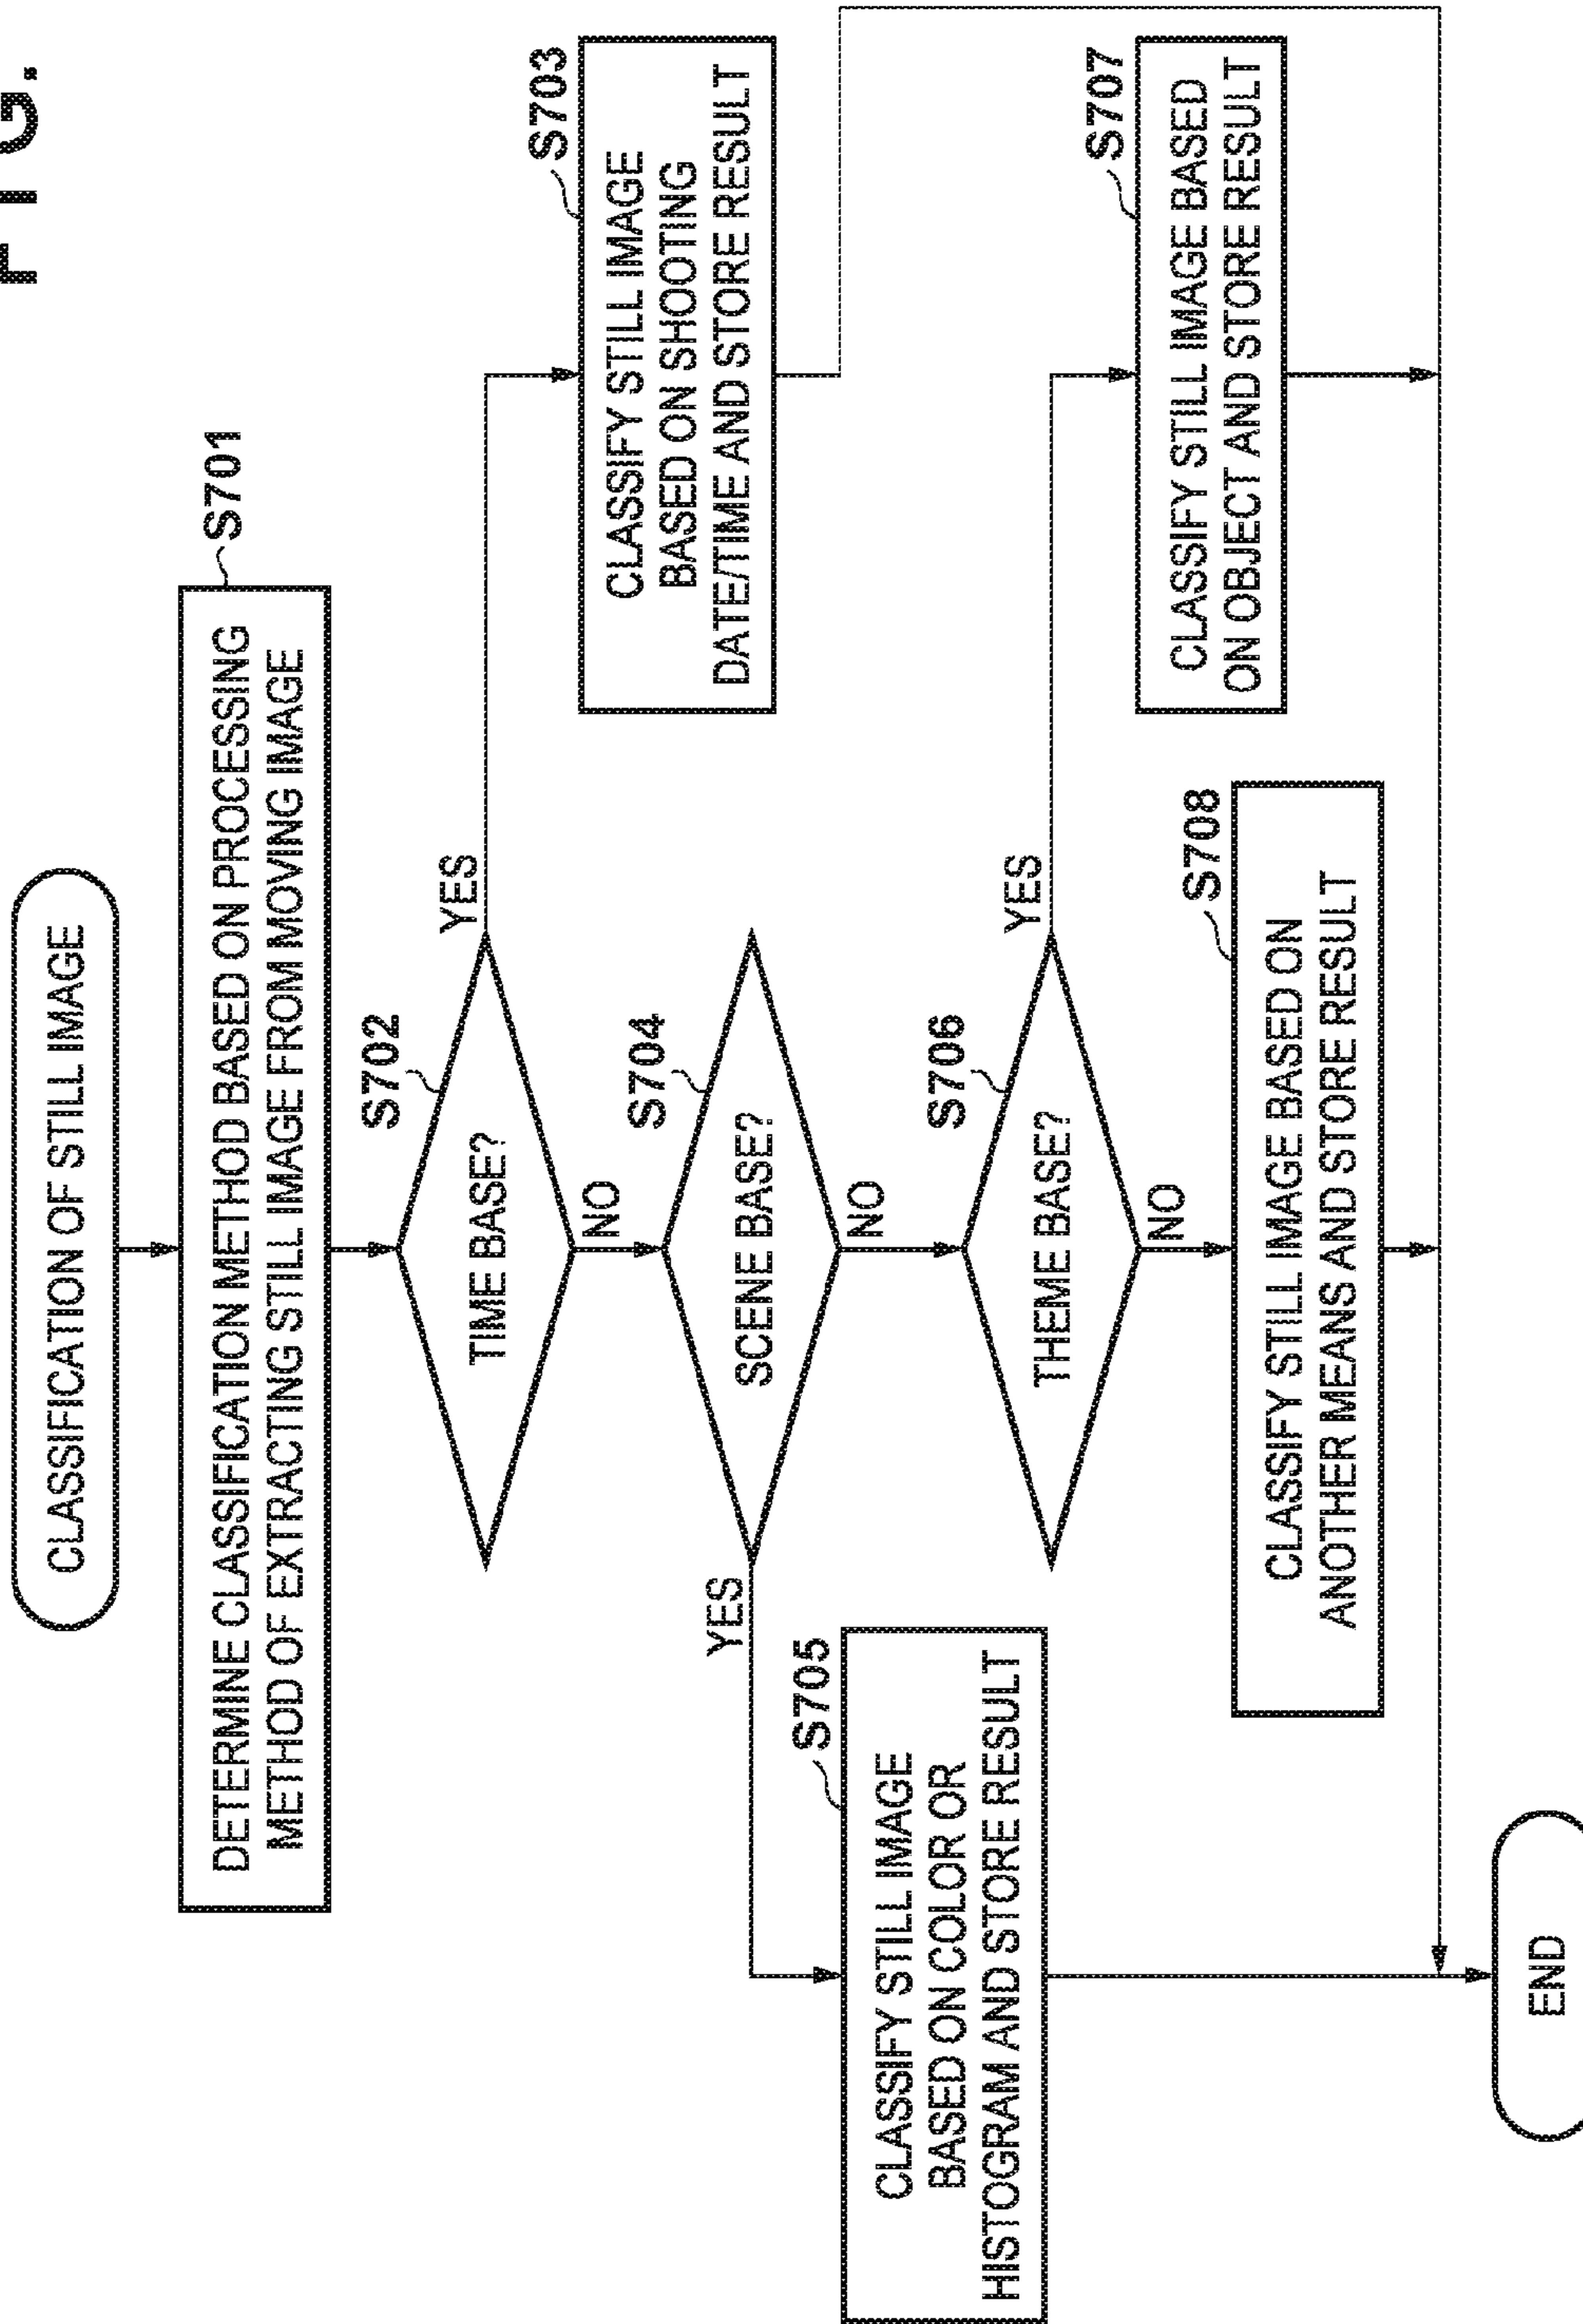 FIG.
CLASSIFICATION OF STILL IMAGE
S701
DETERMINE CLASSIFICATION METHOD BASED ON PROCESSING
METHOD OF EXTRACTING STILL IMAGE FROM MOVING IMAGE
S702
TIME BASE?
YES
NO
S703
CLASSIFY STILL IMAGE
BASED ON SHOOTING
DATE/TIME AND STORE RESULT
S704
SCENE BASE?
YES
NO
S705
CLASSIFY STILL IMAGE
BASED ON COLOR OR
HISTOGRAM AND STORE RESULT
S706
THEME BASE?
YES
NO
S707
CLASSIFY STILL IMAGE BASED
ON OBJECT AND STORE RESULT
S708
CLASSIFY STILL IMAGE BASED ON
ANOTHER MEANS AND STORE RESULT
END